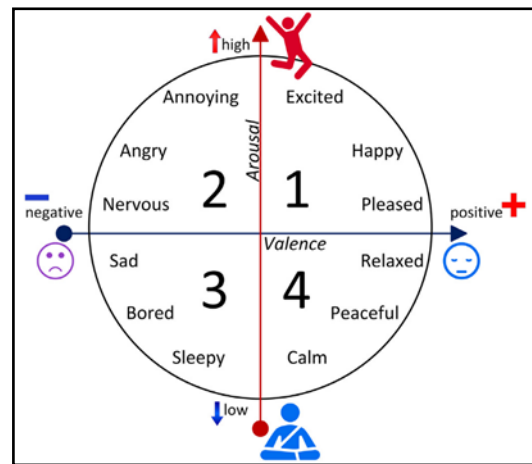 high
Annoying
Excited
Arousal
Angry
Happy
2
1
negative
Nervous
Pleased
positive
Valence
Sad
Relaxed
3
4
Bored
Peaceful
Sleepy
Calm
low